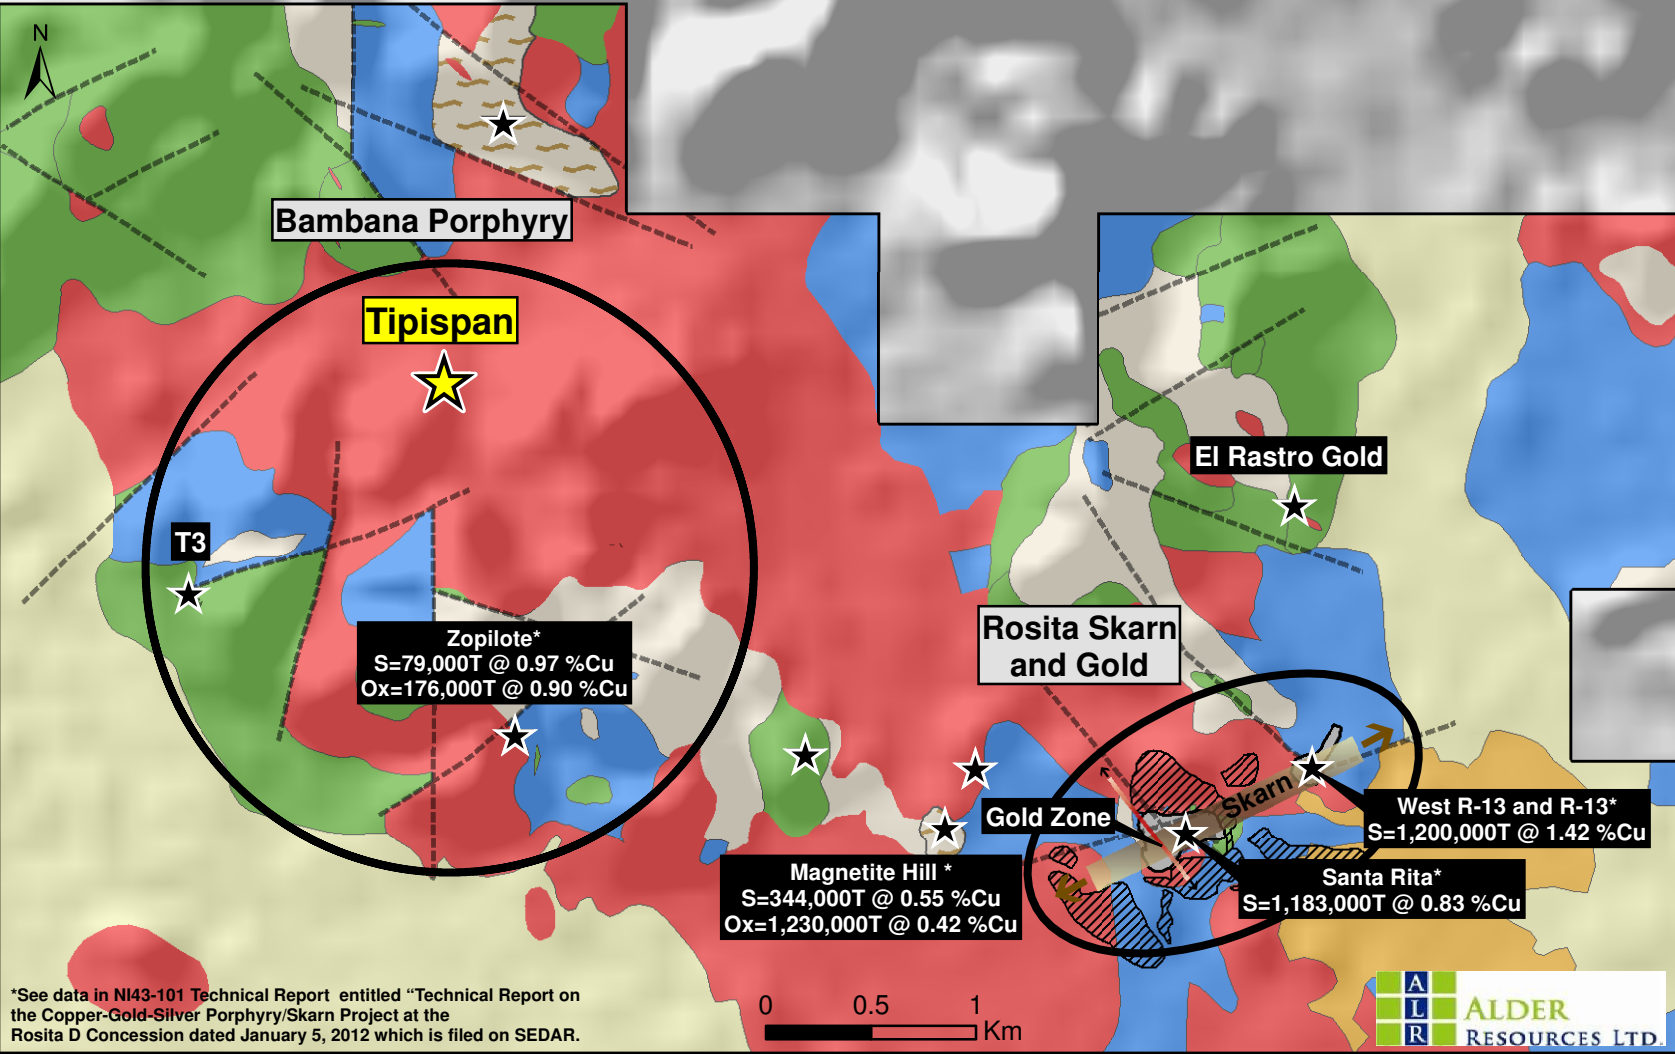 N
Bambana Porphyry
Tipispan
El Rastro Gold
T3
Rosita Skarn
and Gold
Zopilote*
S=79,000T @ 0.97 %Cu
Ox=176,000T @ 0.90 %Cu
Skarn
Gold Zone
West R-13 and R-13*
S=1,200,000T @ 1.42 %Cu
Magnetite Hill *
S=344,000T @ 0.55 %Cu
Ox=1,230,000T @ 0.42 %Cu
Santa Rita*
S=1,183,000T @ 0.83 %Cu
*See data in NI43-101 Technical Report entitled “Technical Report on
the Copper-Gold-Silver Porphyry/Skarn Project at the
Rosita D Concession dated January 5, 2012 which is filed on SEDAR.
0 0.5 1
Km
A
L
R
ALDER
RESOURCES LTD.